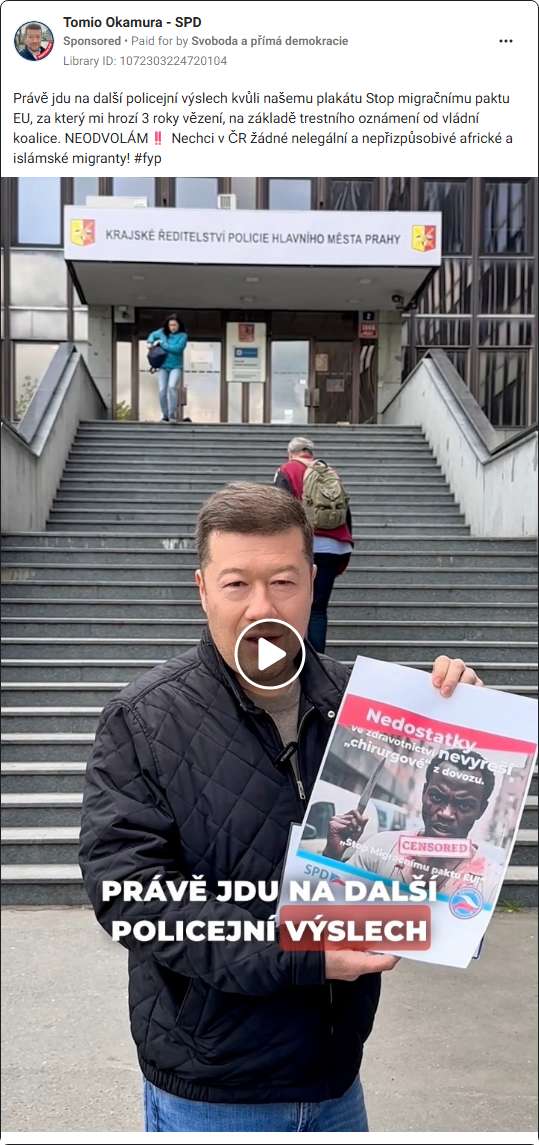 Tomio Okamura - SPD
Sponsored • Paid for by Svoboda a přímá demokracie
Library ID: 1072303224720104
Právě jdu na další policejní výslech kvůli našemu plakátu Stop migračnímu paktu
EU, za který mi hrozí 3 roky vězení, na základě trestního oznámení od vládní
koalice. NEODVOLÁM‼️ Nechci v ČR žádné nelegální a nepřizpůsobivé africké a
islámské migranty! #fyp
KRAJSKÉ ŘEDITELSTVÍ POLICIE HLAVNÍHO MĚSTA PRAHY
Nedostatky
ve zdravotnictví nevyřeší
„chirurgové“ z dovozu.
CENSORED
„Stop Migračnímu paktu EU!“
SPD
PRÁVĚ JDU NA DALŠÍ
POLICEJNÍ VÝSLECH